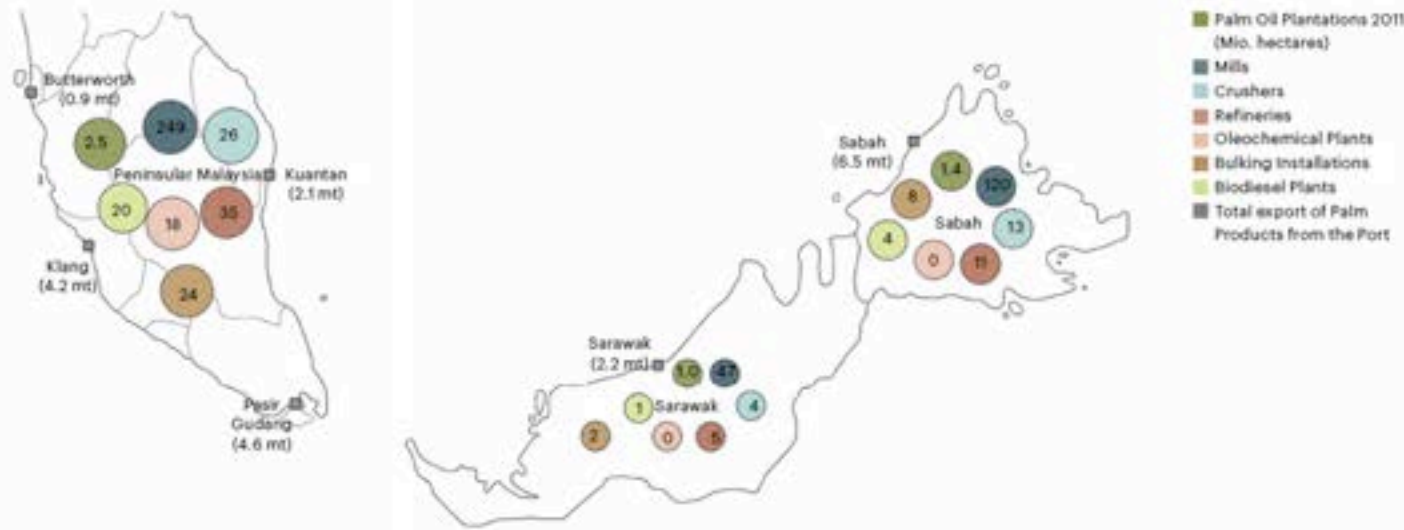 Butterworth
(0.9 mt)
2.5
249
26
Peninsular Malaysia
Kuantan
(2.1 mt)
20
18
35
Klang
(4.2 mt)
24
Pasir
Gudang
(4.6 mt)
Sarawak
(2.2 mt)
1.0
47
1
Sarawak
4
2
0
5
Sabah
(6.5 mt)
1.4
120
8
Sabah
13
4
0
11
Palm Oil Plantations 2011
(Mio. hectares)
Mills
Crushers
Refineries
Oleochemical Plants
Bulking Installations
Biodiesel Plants
Total export of Palm
Products from the Port